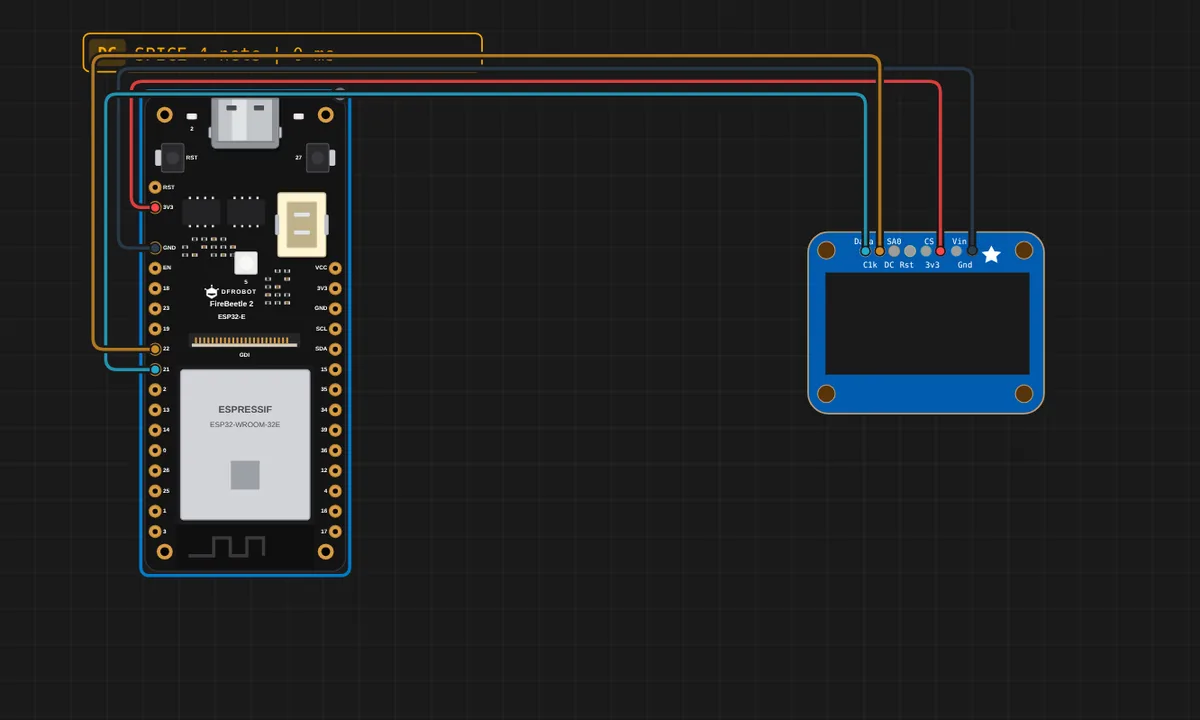 DC SPICE 4 nets | 0 ms
2
RST
27
RST
3V3
GND
EN
18
23
19
22
21
2
13
14
0
26
25
1
3
5
DFROBOT
FireBeetle 2
ESP32-E
GDI
VCC
3V3
GND
SCL
SDA
15
35
34
39
36
12
4
16
17
ESPRESSIF
ESP32-WROOM-32E
Data SA0 CS Vin
Clk DC Rst 3v3 Gnd